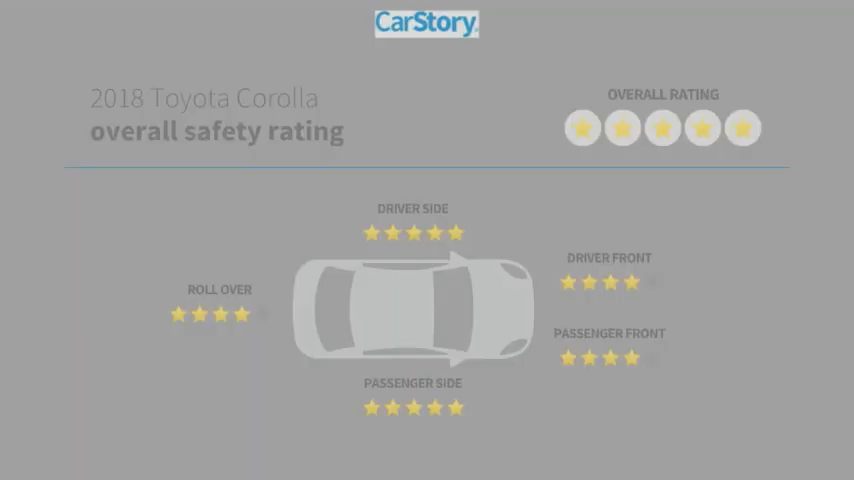 CarStory
2018 Toyota Corolla
overall safety rating
OVERALL RATING
DRIVER SIDE
DRIVER FRONT
ROLL OVER
PASSENGER FRONT
PASSENGER SIDE